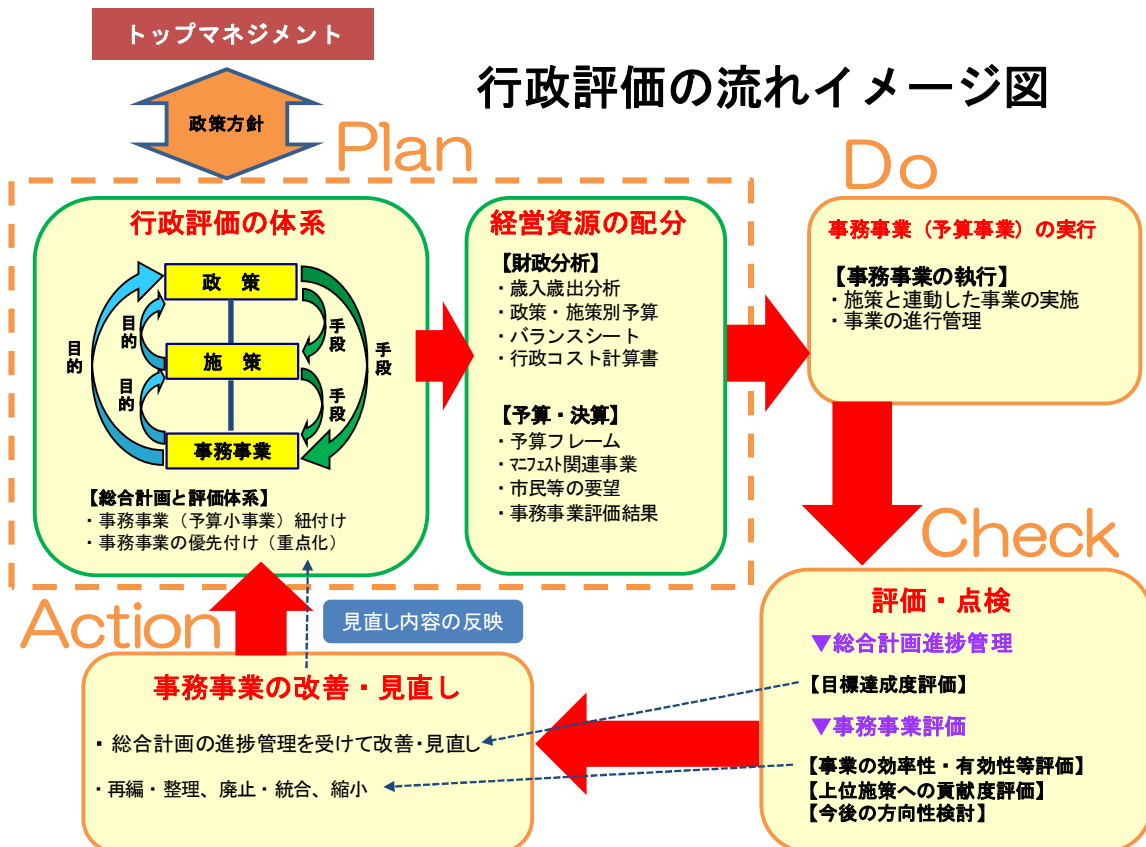 トップマネジメント
行政評価の流れイメージ図
政策方針
Plan
行政評価の体系
政　策
施　策
事務事業
目的
目的
目的
手段
手段
手段
【総合計画と評価体系】
・事務事業（予算小事業）紐付け
・事務事業の優先付け（重点化）
経営資源の配分
【財政分析】
・歳入歳出分析
・政策・施策別予算
・バランスシート
・行政コスト計算書
【予算・決算】
・予算フレーム
・ﾏﾆﾌｪｽﾄ関連事業
・市民等の要望
・事務事業評価結果
Do
事務事業（予算事業）の実行
【事務事業の執行】
・施策と連動した事業の実施
・事業の進行管理
Check
評価・点検
▼総合計画進捗管理
【目標達成度評価】
▼事務事業評価
【事業の効率性・有効性等評価】
【上位施策への貢献度評価】
【今後の方向性検討】
Action
見直し内容の反映
事務事業の改善・見直し
・総合計画の進捗管理を受けて改善・見直し
・再編・整理、廃止・統合、縮小